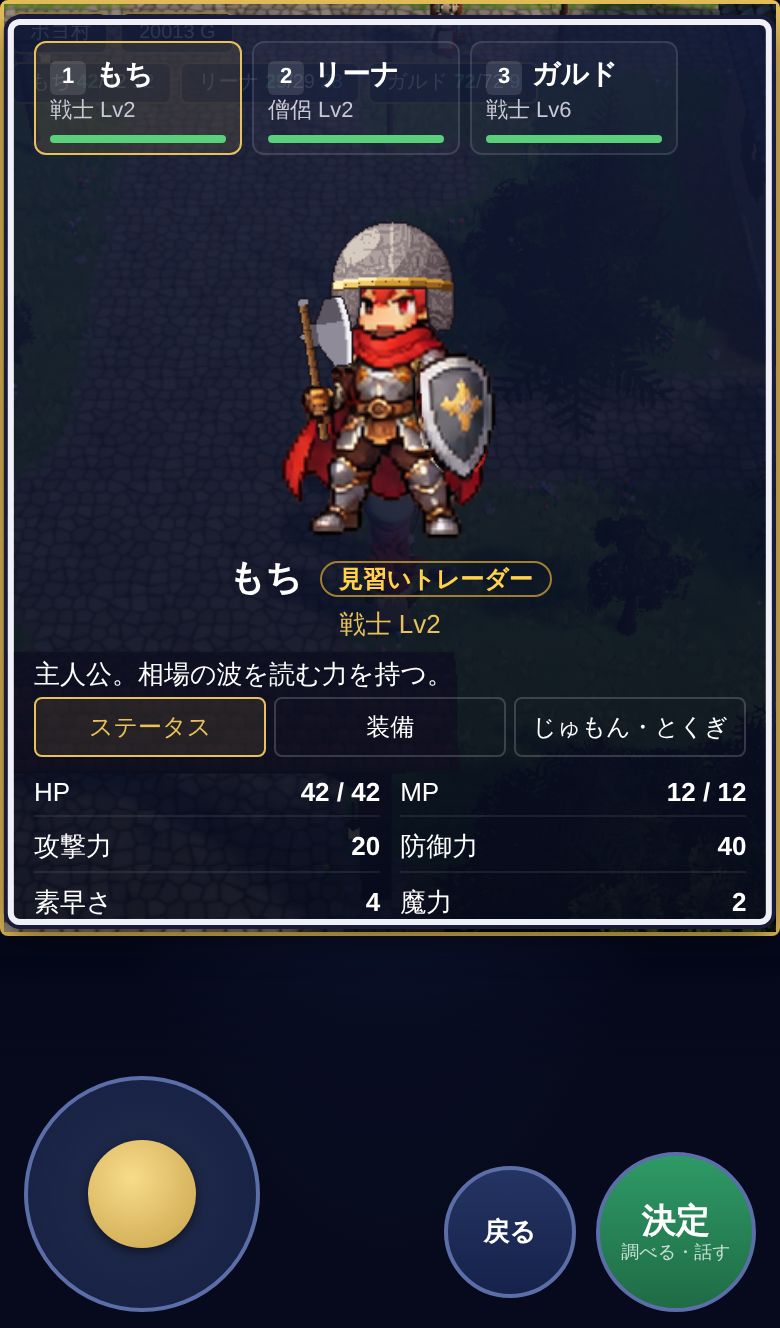 ポヨ村 20013 G
1 もち
戦士 Lv2
2 リーナ
僧侶 Lv2
3 ガルド
戦士 Lv6
もち 見習いトレーダー
戦士 Lv2
主人公。相場の波を読む力を持つ。
ステータス 装備 じゅもん・とくぎ
HP 42 / 42 MP 12 / 12
攻撃力 20 防御力 40
素早さ 4 魔力 2
戻る
決定
調べる・話す